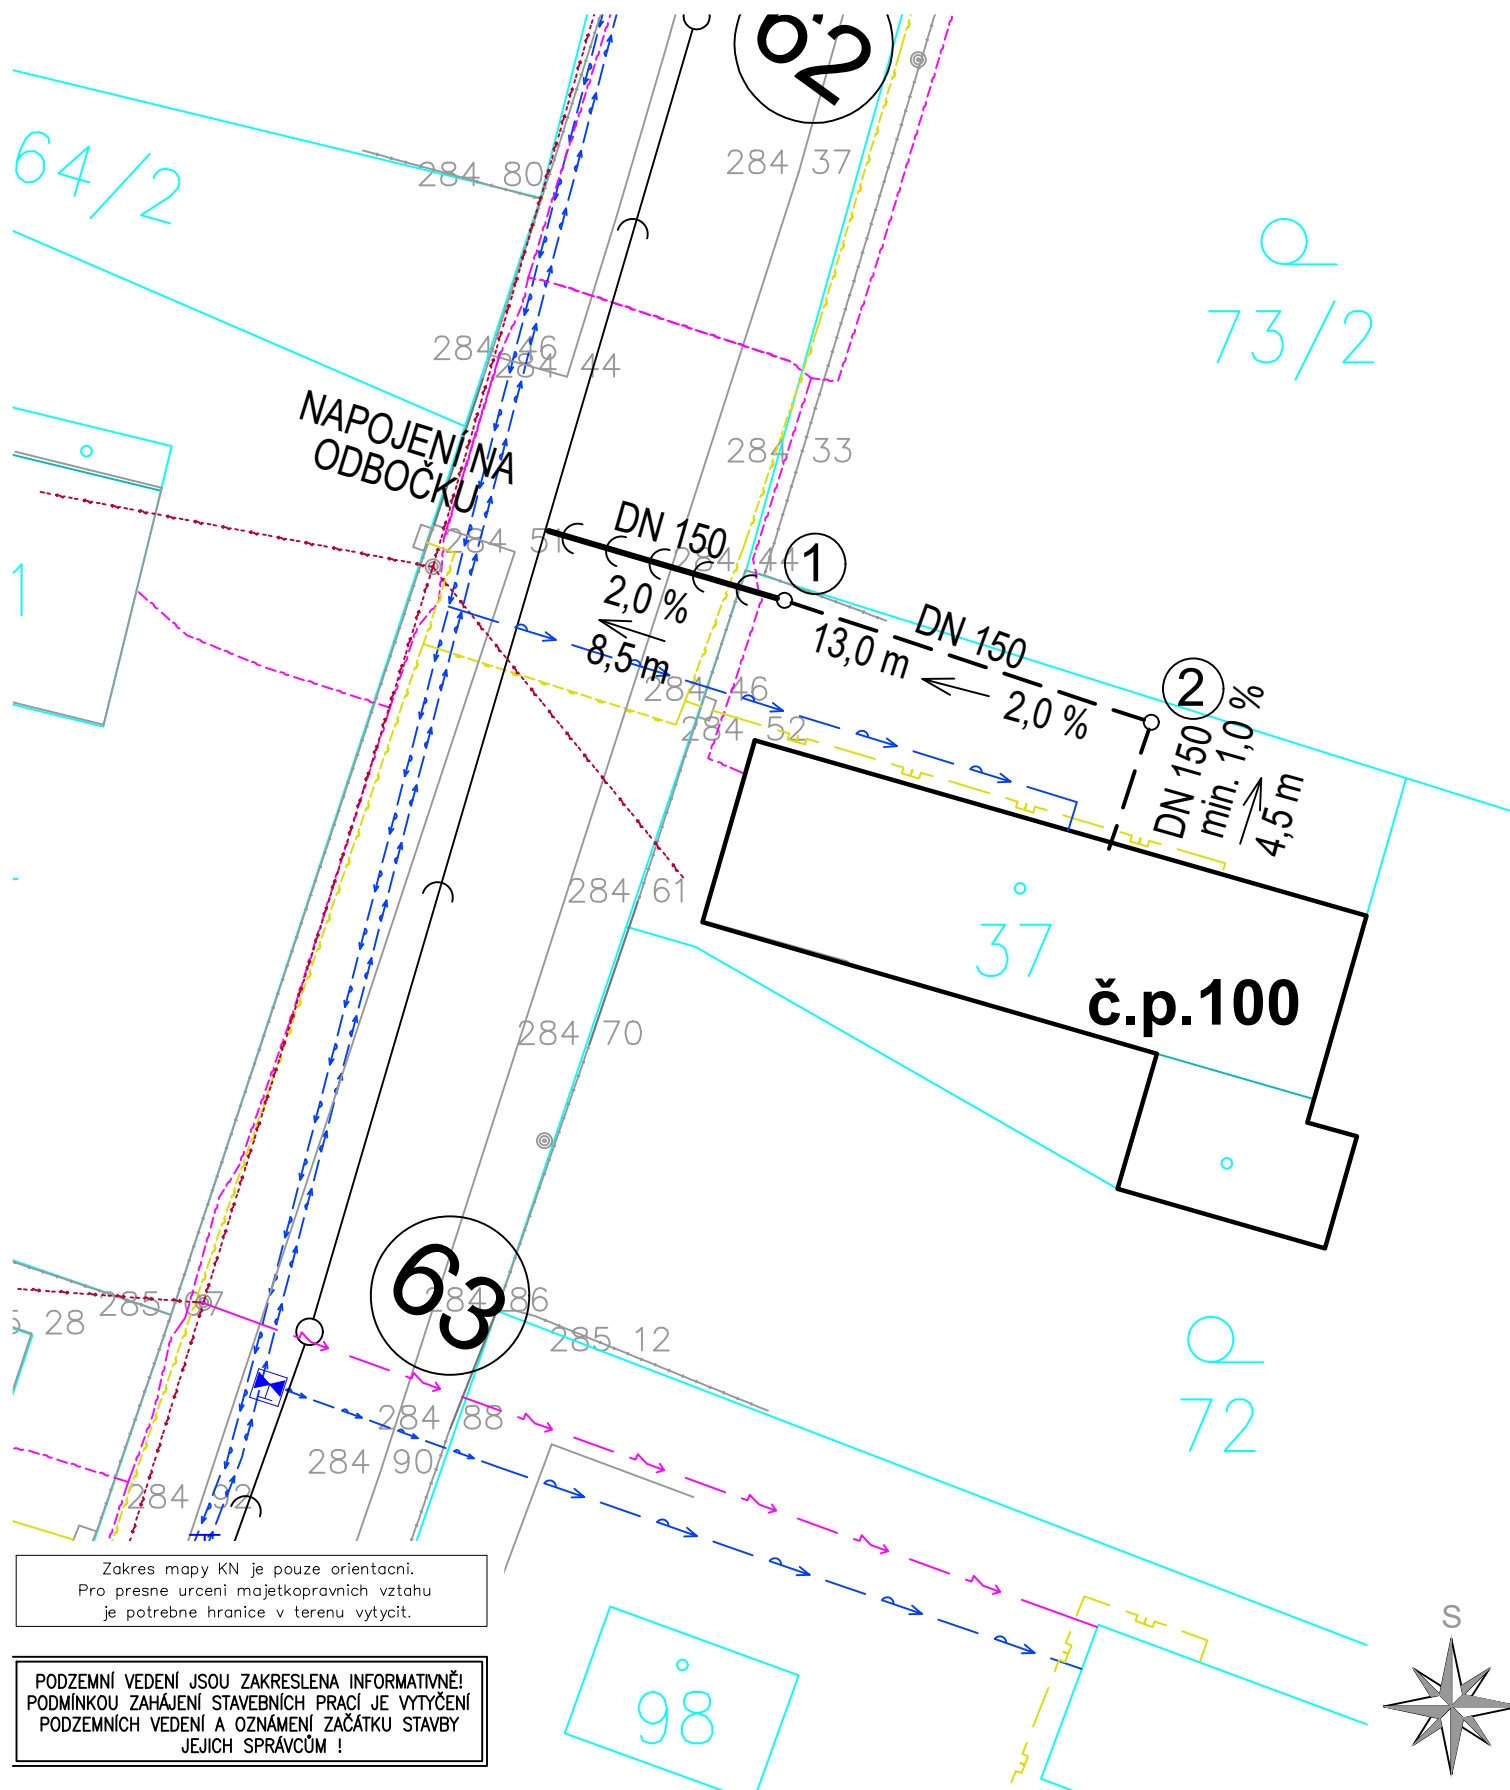 62
64/2
284 80
284 37
73/2
284 46
284 44
NAPOJENÍ NA
ODBOČKU
284 33
284 51
DN 150
284 44
1
2,0 %
8,5 m
1
DN 150
13,0 m
2,0 %
2
284 46
284 52
DN 150
min. 1,0 %
4,5 m
284 61
37
č.p.100
284 70
63
284 86
285 07
28
285 12
72
284 88
284 90
284 92
Zakres mapy KN je pouze orientacni.
Pro presne urceni majetkopravnich vztahu
je potrebne hranice v terenu vytycit.
PODZEMNÍ VEDENÍ JSOU ZAKRESLENA INFORMATIVNĚ!
PODMÍNKOU ZAHÁJENÍ STAVEBNÍCH PRACÍ JE VYTYČENÍ
PODZEMNÍCH VEDENÍ A OZNÁMENÍ ZAČÁTKU STAVBY
JEJICH SPRÁVCŮM !
98
S